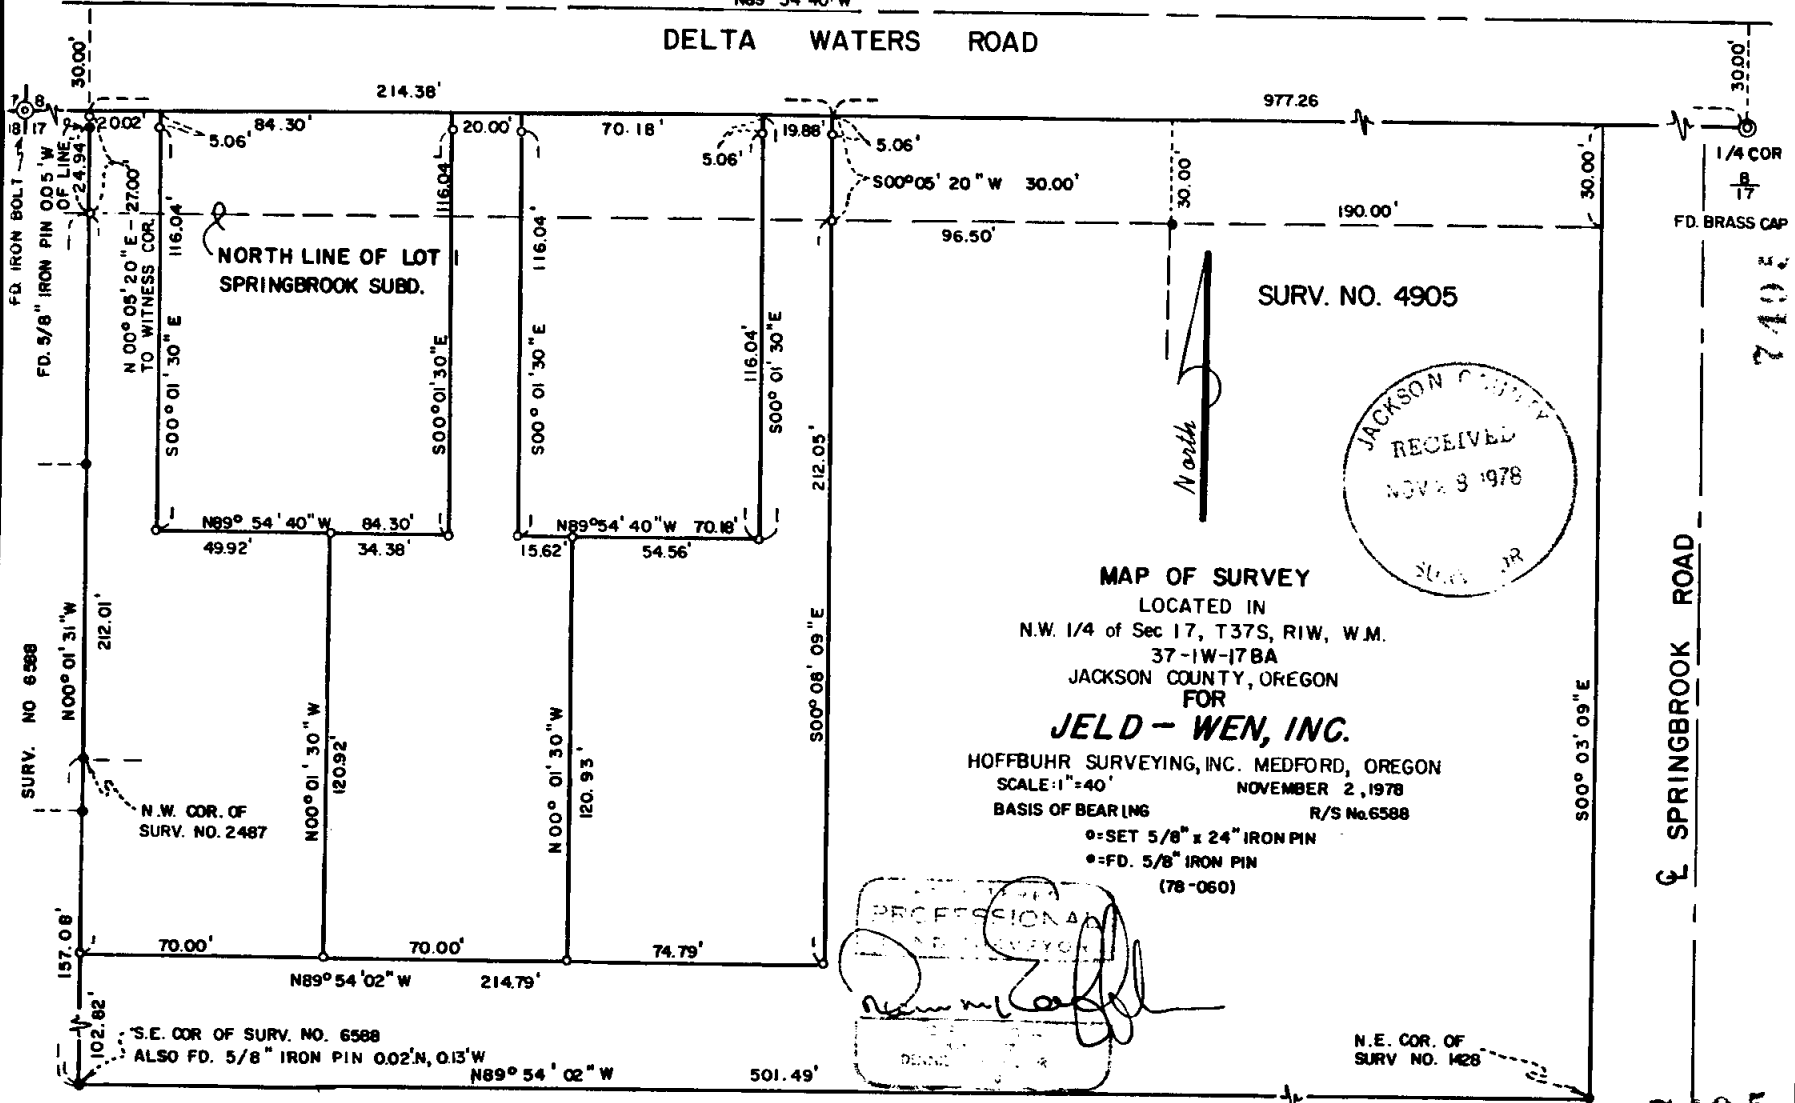 N89° 54' 40" W
DELTA WATERS ROAD
30.00'
30.00'
214.38'
977.26
7 8
18 17
20.02'
84.30'
20.00'
70.18'
19.88'
5.06'
5.06'
5.06'
1/4 COR
8
17
FD. BRASS CAP
FD. IRON BOLT
FD. 5/8" IRON PIN 0.05' W
OF LINE
24.94'
N 00° 05' 20" E - 27.00'
TO WITNESS COR.
S00° 05' 20" W 30.00'
30.00'
30.00'
190.00'
96.50'
116.04'
116.04'
116.04'
116.04'
NORTH LINE OF LOT 1
SPRINGBROOK SUBD.
SURV. NO. 4905
S00° 01' 30" E
S00° 01' 30" E
S00° 01' 30" E
S00° 01' 30" E
North
JACKSON COUNTY
RECEIVED
NOV 28 1978
SURVEYOR
212.05'
N89° 54' 40" W 84.30'
49.92' 34.38'
N89° 54' 40" W 70.18'
15.62' 54.56'
MAP OF SURVEY
LOCATED IN
N.W. 1/4 of Sec 17, T37S, R1W, W.M.
37-1W-17BA
JACKSON COUNTY, OREGON
FOR
JELD - WEN, INC.
HOFFBUHR SURVEYING, INC. MEDFORD, OREGON
SCALE: 1"=40' NOVEMBER 2, 1978
BASIS OF BEARING R/S No. 6588
o=SET 5/8" x 24" IRON PIN
•=FD. 5/8" IRON PIN
(78-060)
SURV. NO 6588
N00° 01' 31" W
212.01'
N00° 01' 30" W
120.92'
N00° 01' 30" W
120.93'
S00° 08' 09" E
S00° 03' 09" E
℄ SPRINGBROOK ROAD
N.W. COR. OF
SURV. NO. 2487
PROFESSIONAL
LAND SURVEYOR
157.08'
70.00'
70.00'
74.79'
N89° 54' 02" W 214.79'
102.82'
S.E. COR OF SURV. NO. 6588
ALSO FD. 5/8" IRON PIN 0.02'N, 0.13'W
N89° 54' 02" W 501.49'
N.E. COR. OF
SURV NO. 1428